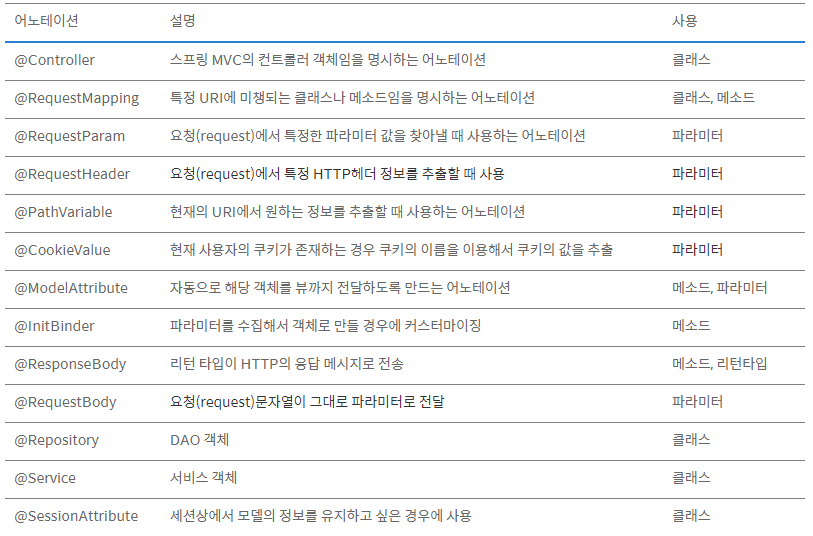 어노테이션 설명 사용
@Controller 스프링 MVC의 컨트롤러 객체임을 명시하는 어노테이션 클래스
@RequestMapping 특정 URI에 미챙되는 클래스나 메소드임을 명시하는 어노테이션 클래스, 메소드
@RequestParam 요청(request)에서 특정한 파라미터 값을 찾아낼 때 사용하는 어노테이션 파라미터
@RequestHeader 요청(request)에서 특정 HTTP헤더 정보를 추출할 때 사용 파라미터
@PathVariable 현재의 URI에서 원하는 정보를 추출할 때 사용하는 어노테이션 파라미터
@CookieValue 현재 사용자의 쿠키가 존재하는 경우 쿠키의 이름을 이용해서 쿠키의 값을 추출 파라미터
@ModelAttribute 자동으로 해당 객체를 뷰까지 전달하도록 만드는 어노테이션 메소드, 파라미터
@InitBinder 파라미터를 수집해서 객체로 만들 경우에 커스터마이징 메소드
@ResponseBody 리턴 타입이 HTTP의 응답 메시지로 전송 메소드, 리턴타입
@RequestBody 요청(request)문자열이 그대로 파라미터로 전달 파라미터
@Repository DAO 객체 클래스
@Service 서비스 객체 클래스
@SessionAttribute 세션상에서 모델의 정보를 유지하고 싶은 경우에 사용 클래스